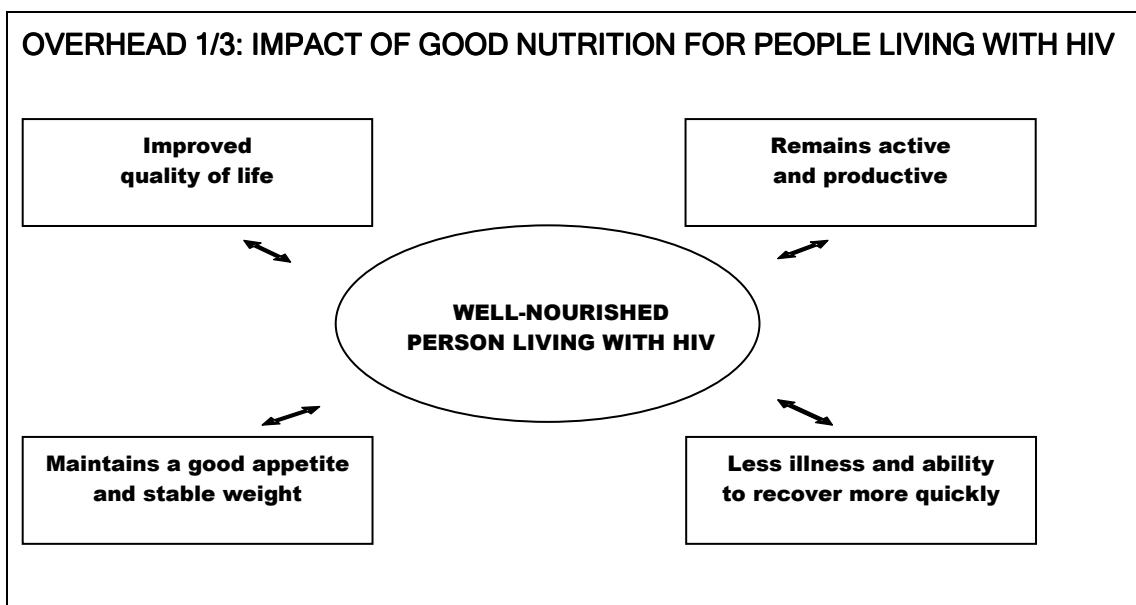 OVERHEAD 1/3: IMPACT OF GOOD NUTRITION FOR PEOPLE LIVING WITH HIV
Improved
quality of life
Remains active
and productive
WELL-NOURISHED
PERSON LIVING WITH HIV
Maintains a good appetite
and stable weight
Less illness and ability
to recover more quickly